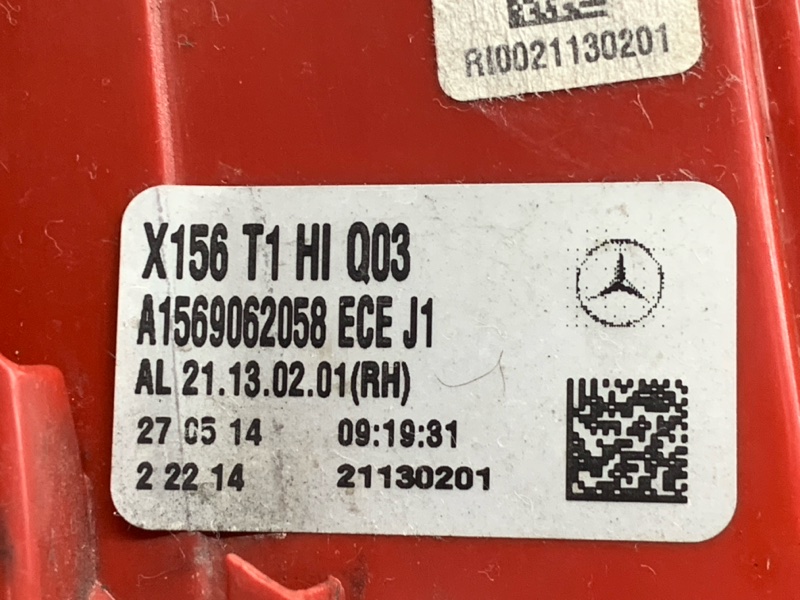 RI0021130201
X156 T1 HI Q03
A1569062058 ECE J1
AL 21.13.02.01(RH)
27 05 14 09:19:31
2 22 14 21130201